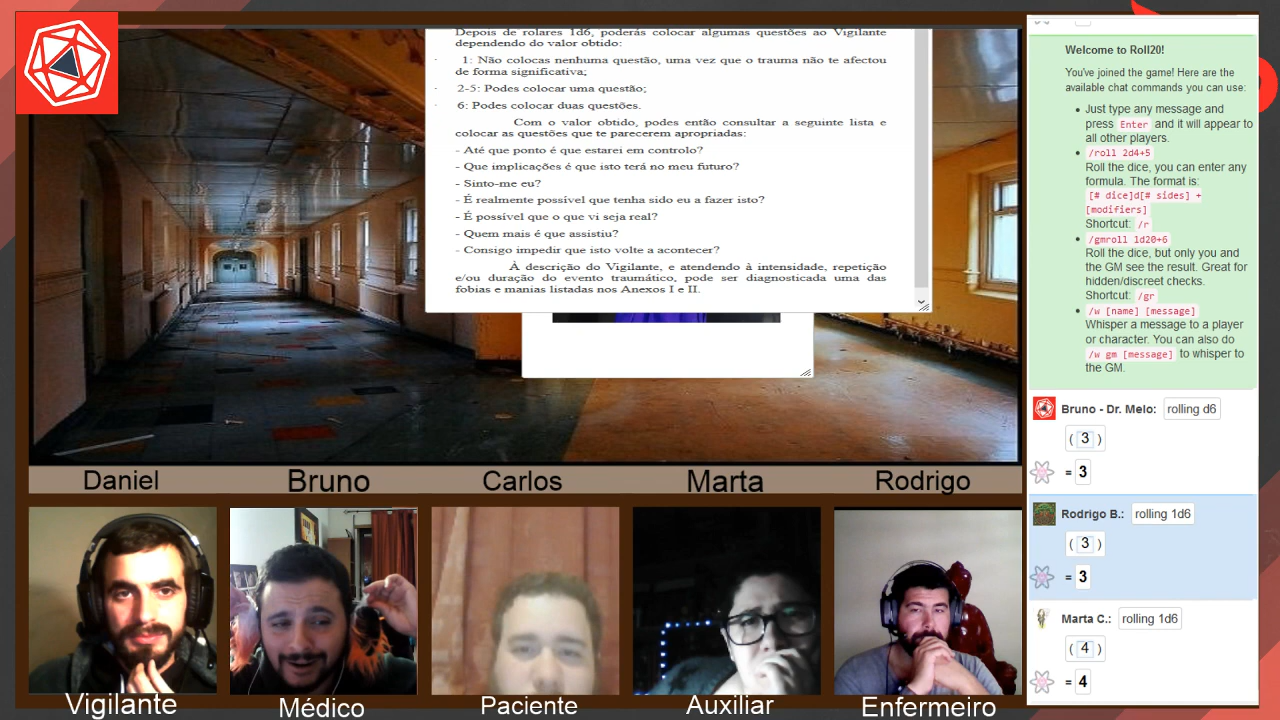 Depois de rolares 1d6, poderás colocar algumas questões ao Vigilante
dependendo do valor obtido:
· 1: Não colocas nenhuma questão, uma vez que o trauma não te afectou
de forma significativa;
· 2-5: Podes colocar uma questão;
· 6: Podes colocar duas questões.
Com o valor obtido, podes então consultar a seguinte lista e
colocar as questões que te parecerem apropriadas:
- Até que ponto é que estarei em controlo?
- Que implicações é que isto terá no meu futuro?
- Sinto-me eu?
- É realmente possível que tenha sido eu a fazer isto?
- É possível que o que vi seja real?
- Quem mais é que assistiu?
- Consigo impedir que isto volte a acontecer?
À descrição do Vigilante, e atendendo à intensidade, repetição
e/ou duração do evento traumático, pode ser diagnosticada uma das
fobias e manias listadas nos Anexos I e II.
Daniel Bruno Carlos Marta Rodrigo
Vigilante Médico Paciente Auxiliar Enfermeiro
Welcome to Roll20!
You've joined the game! Here are the
available chat commands you can use:
• Just type any message and
press Enter and it will appear to
all other players.
• /roll 2d4+5
Roll the dice, you can enter any
formula. The format is:
[# dice]d[# sides] +
[modifiers]
Shortcut: /r
• /gmroll 1d20+6
Roll the dice, but only you and
the GM see the result. Great for
hidden/discreet checks.
Shortcut: /gr
• /w [name] [message]
Whisper a message to a player
or character. You can also do
/w gm [message] to whisper to
the GM.
Bruno - Dr. Melo: rolling d6
( 3 )
= 3
Rodrigo B.: rolling 1d6
( 3 )
= 3
Marta C.: rolling 1d6
( 4 )
= 4